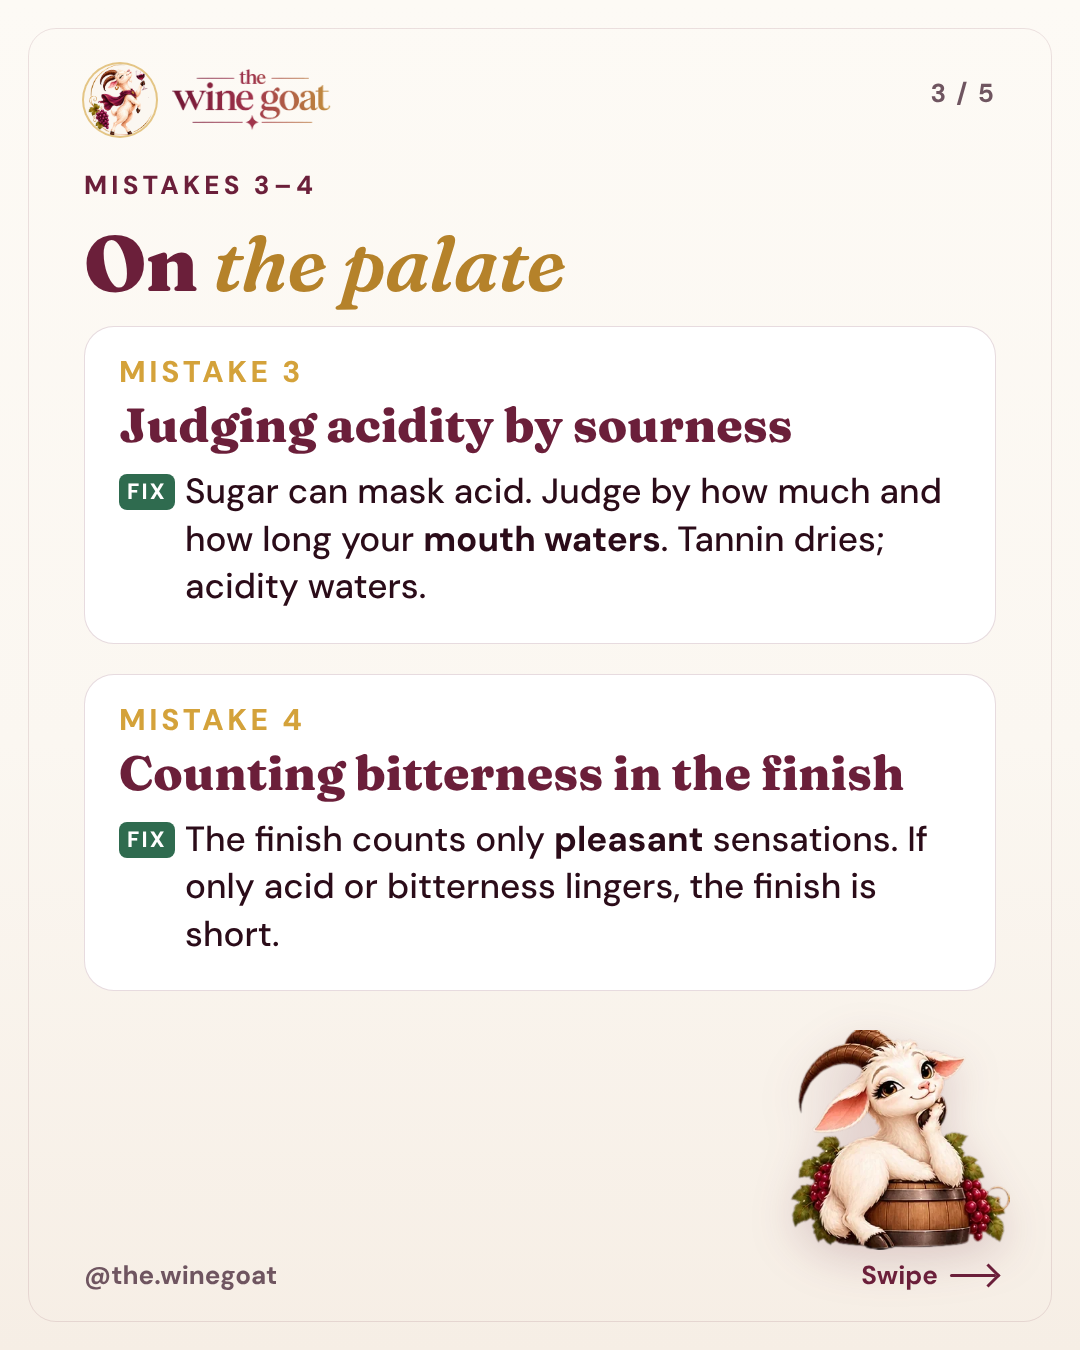 the
wine goat
3 / 5
MISTAKES 3–4
On the palate
MISTAKE 3
Judging acidity by sourness
FIX Sugar can mask acid. Judge by how much and
how long your mouth waters. Tannin dries;
acidity waters.
MISTAKE 4
Counting bitterness in the finish
FIX The finish counts only pleasant sensations. If
only acid or bitterness lingers, the finish is
short.
@the.winegoat
Swipe